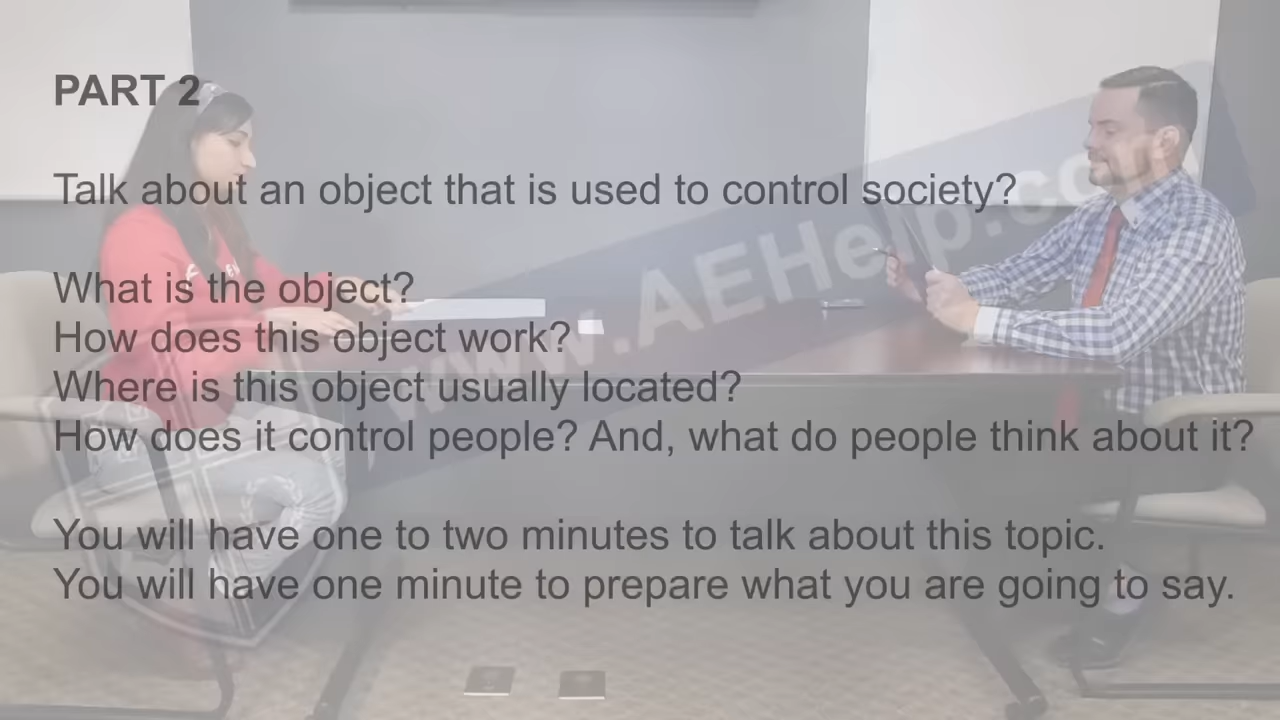 PART 2
Talk about an object that is used to control society?
What is the object?
How does this object work?
Where is this object usually located?
How does it control people? And, what do people think about it?
You will have one to two minutes to talk about this topic.
You will have one minute to prepare what you are going to say.
www.AEHelp.co